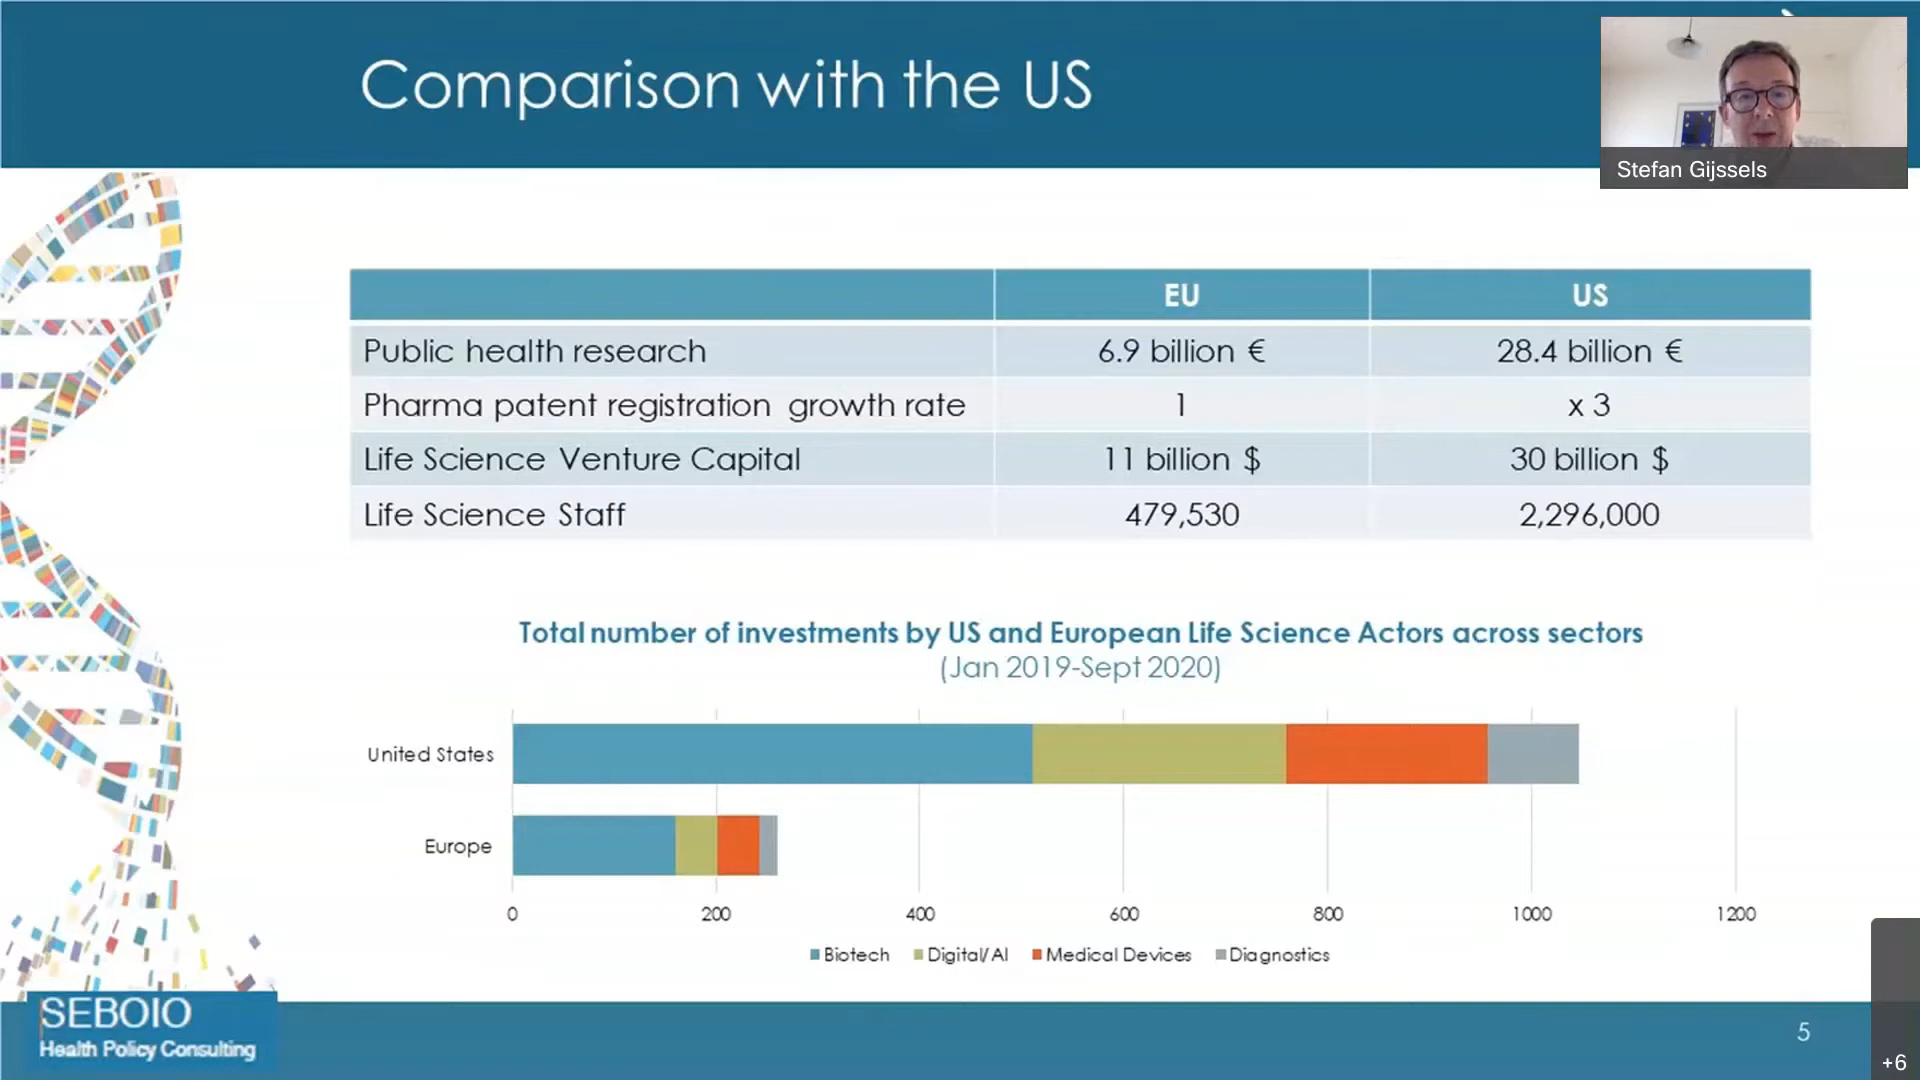 Comparison with the US
Stefan Gijssels
EU US
Public health research 6.9 billion € 28.4 billion €
Pharma patent registration growth rate 1 x 3
Life Science Venture Capital 11 billion $ 30 billion $
Life Science Staff 479,530 2,296,000
Total number of investments by US and European Life Science Actors across sectors
(Jan 2019-Sept 2020)
United States
Europe
0 200 400 600 800 1000 1200
Biotech Digital/AI Medical Devices Diagnostics
SEBOIO
Health Policy Consulting
5
+6